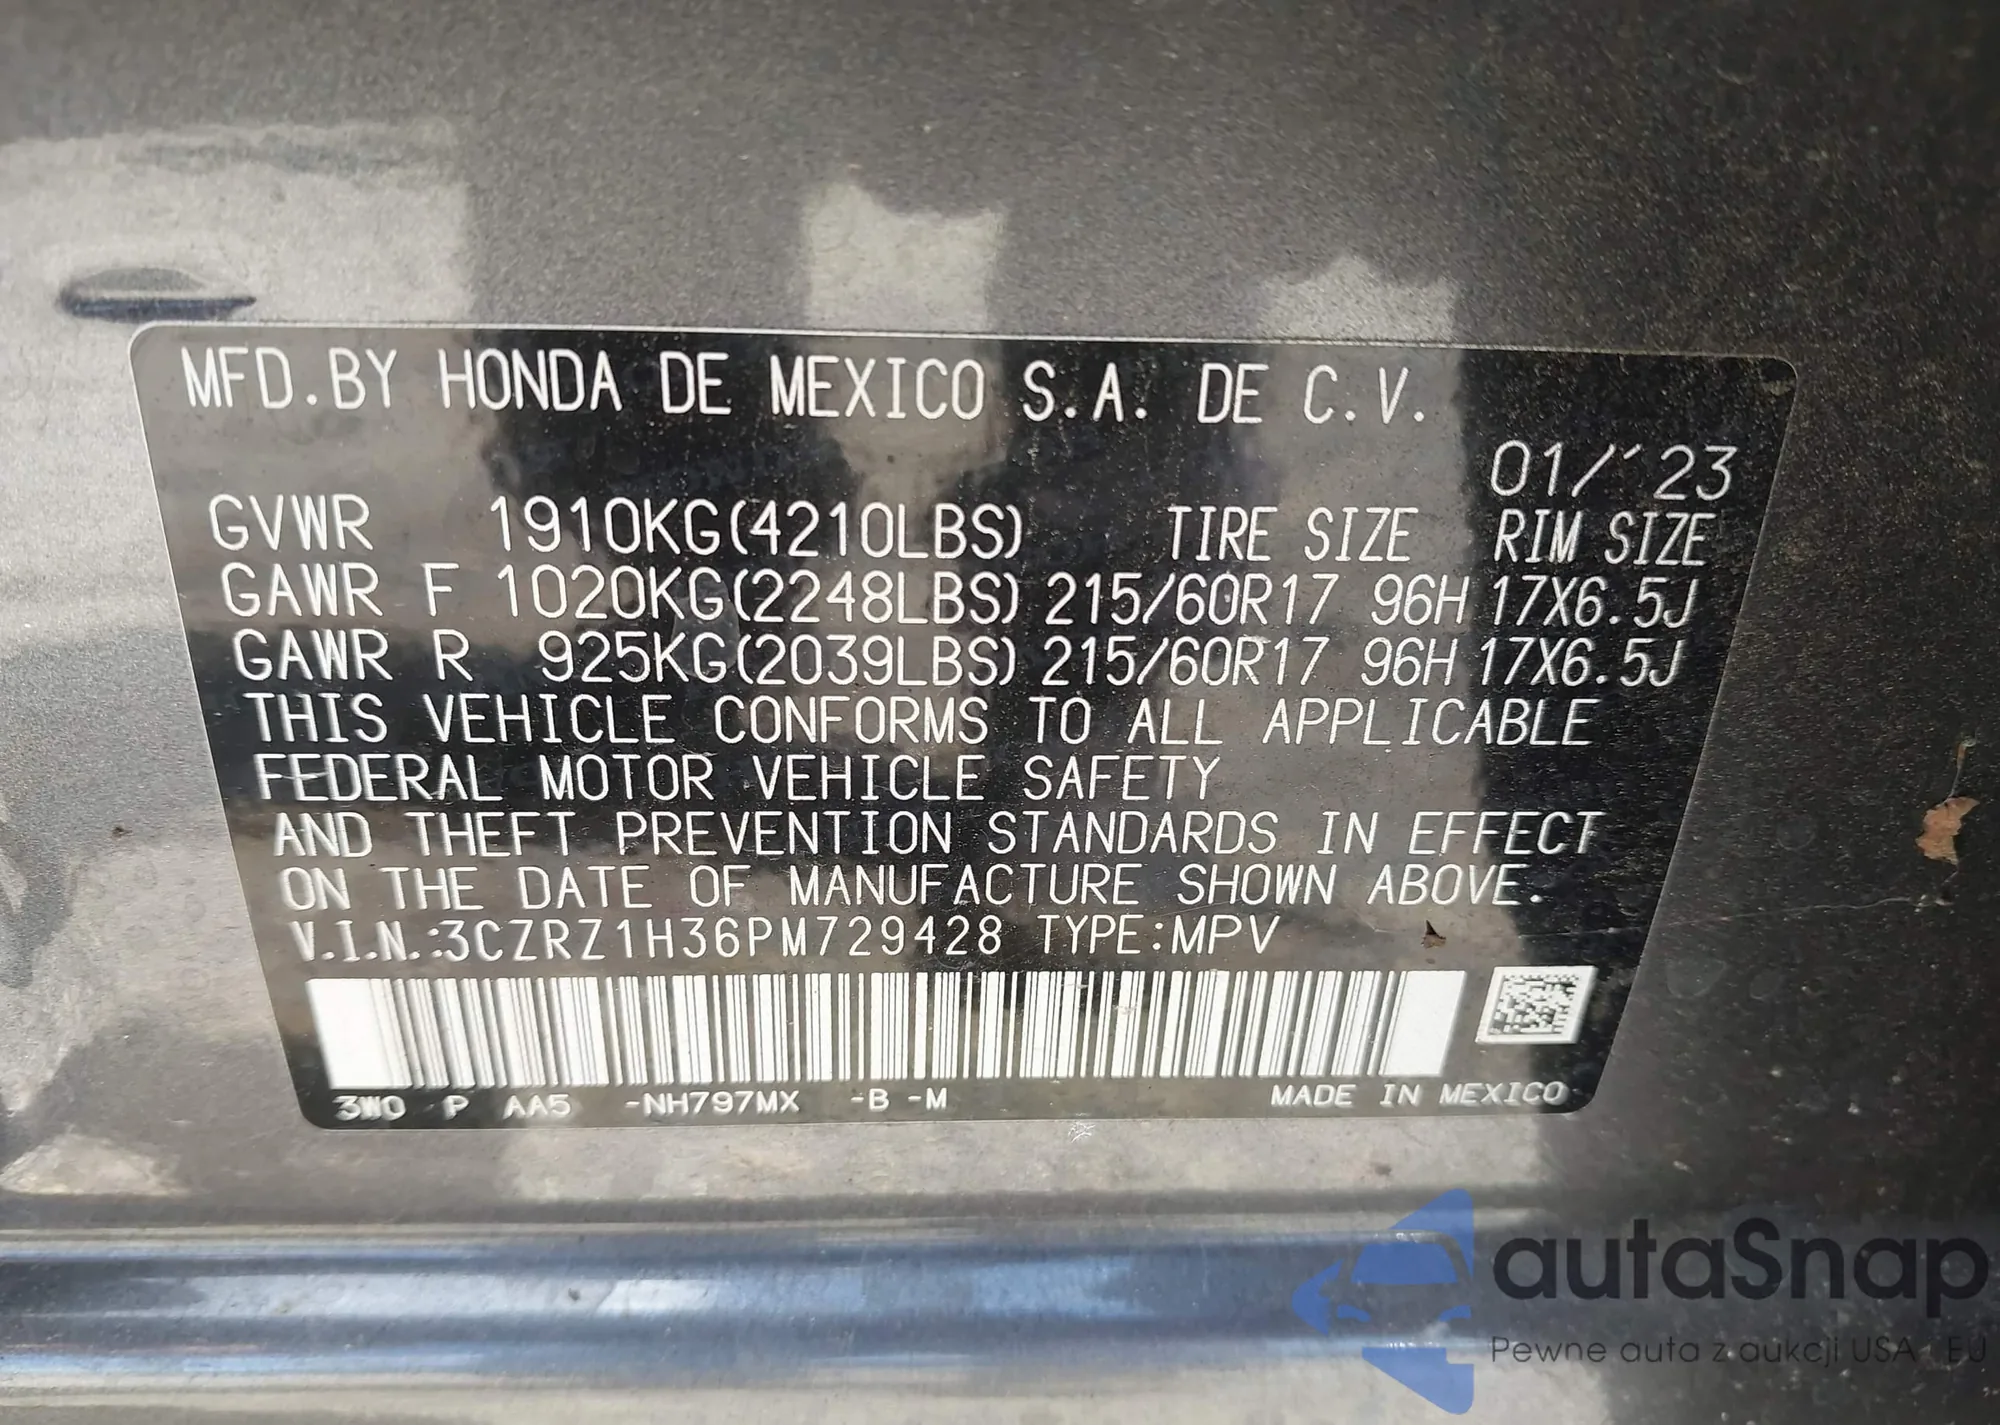 MFD.BY HONDA DE MEXICO S.A. DE C.V.
01/'23
GVWR 1910KG(4210LBS) TIRE SIZE RIM SIZE
GAWR F 1020KG(2248LBS) 215/60R17 96H 17X6.5J
GAWR R 925KG(2039LBS) 215/60R17 96H 17X6.5J
THIS VEHICLE CONFORMS TO ALL APPLICABLE
FEDERAL MOTOR VEHICLE SAFETY
AND THEFT PREVENTION STANDARDS IN EFFECT
ON THE DATE OF MANUFACTURE SHOWN ABOVE.
V.I.N.:3CZRZ1H36PM729428 TYPE:MPV
3W0 P AA5 -NH797MX -B -M MADE IN MEXICO
autaSnap
Pewne auta z aukcji USA i EU